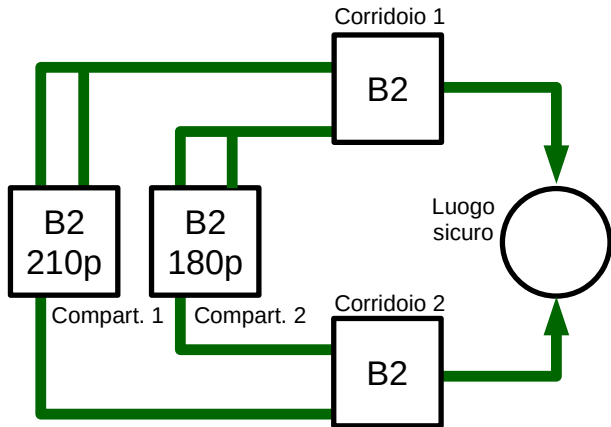 Corridoio 1
B2
B2
210p
B2
180p
Luogo
sicuro
Compart. 1
Compart. 2
Corridoio 2
B2